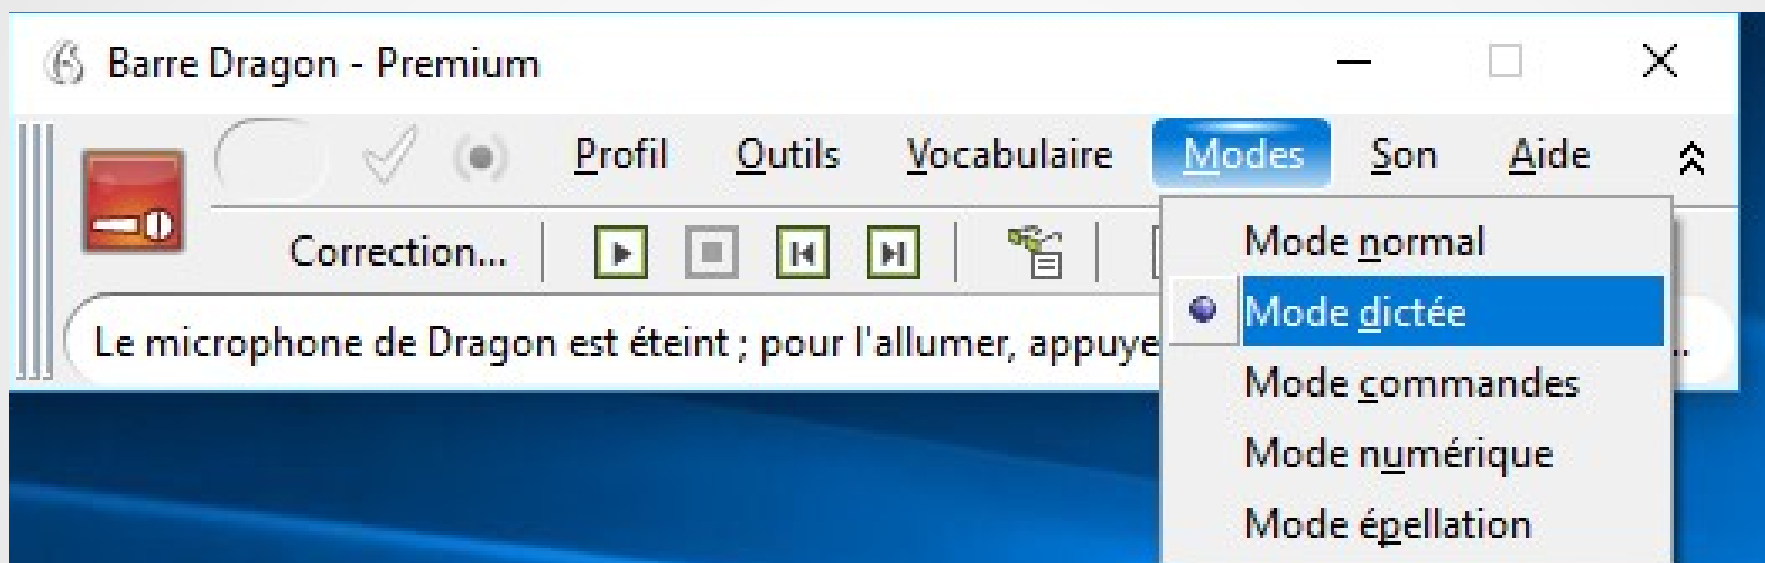 Barre Dragon - Premium
Profil Outils Vocabulaire Modes Son Aide
Correction...
Le microphone de Dragon est éteint ; pour l'allumer, appuye
Mode normal
Mode dictée
Mode commandes
Mode numérique
Mode épellation